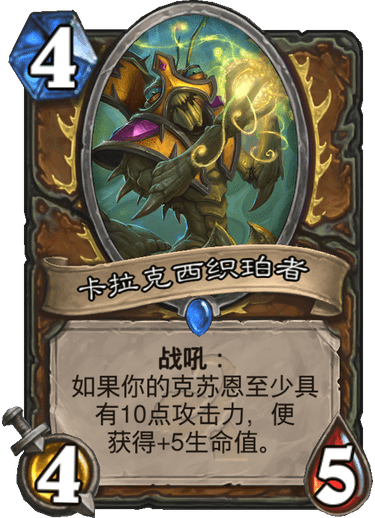 4
卡拉克西织珀者
战吼：
如果你的克苏恩至少具
有10点攻击力，便
获得+5生命值。
4
5